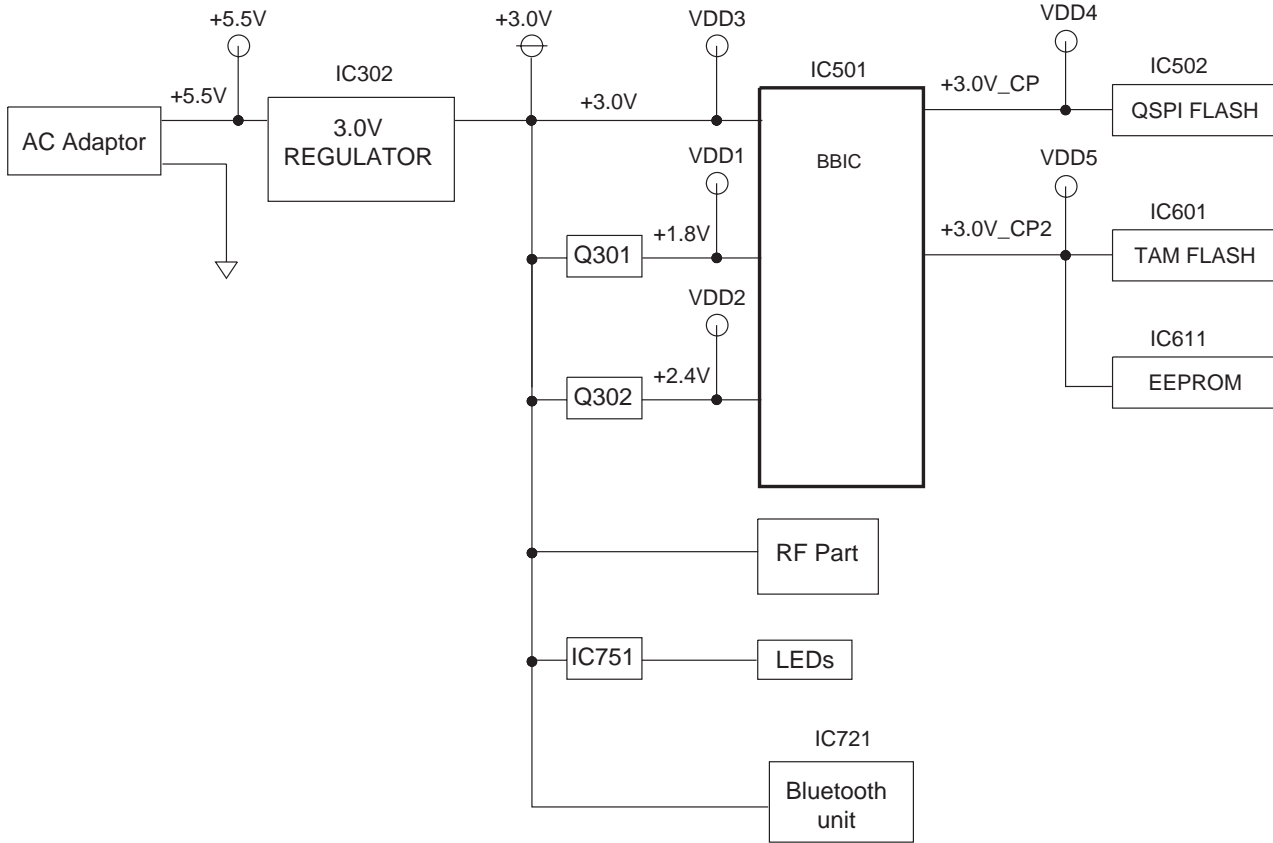 +5.5V
+3.0V
VDD3
VDD4
IC302
IC501
IC502
+5.5V
+3.0V
+3.0V_CP
AC Adaptor
3.0V
REGULATOR
QSPI FLASH
VDD1
BBIC
VDD5
IC601
Q301
+1.8V
+3.0V_CP2
TAM FLASH
VDD2
IC611
Q302
+2.4V
EEPROM
RF Part
IC751
LEDs
IC721
Bluetooth
unit